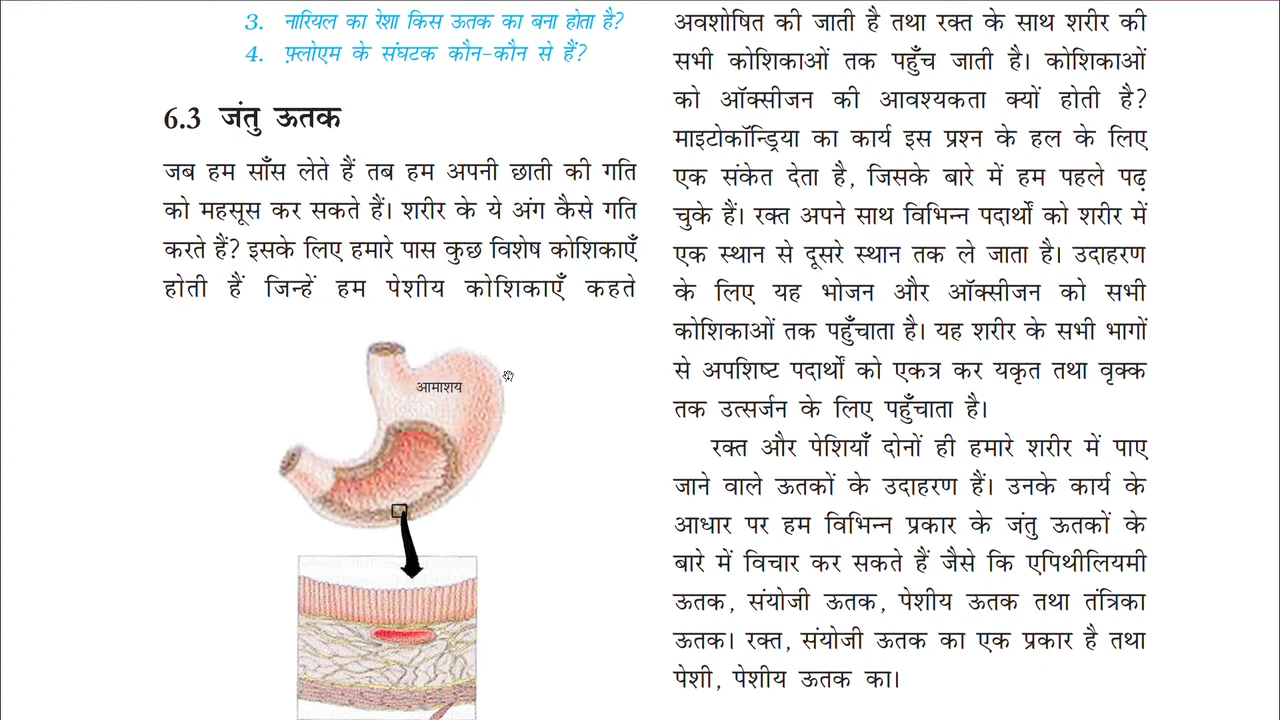 3. नारियल का रेशा किस ऊतक का बना होता है?
4. फ़्लोएम के संघटक कौन-कौन से हैं?
6.3 जंतु ऊतक
जब हम साँस लेते हैं तब हम अपनी छाती की गति
को महसूस कर सकते हैं। शरीर के ये अंग कैसे गति
करते हैं? इसके लिए हमारे पास कुछ विशेष कोशिकाएँ
होती हैं जिन्हें हम पेशीय कोशिकाएँ कहते
आमाशय
अवशोषित की जाती है तथा रक्त के साथ शरीर की
सभी कोशिकाओं तक पहुँच जाती है। कोशिकाओं
को ऑक्सीजन की आवश्यकता क्यों होती है?
माइटोकॉन्ड्रिया का कार्य इस प्रश्न के हल के लिए
एक संकेत देता है, जिसके बारे में हम पहले पढ़
चुके हैं। रक्त अपने साथ विभिन्न पदार्थों को शरीर में
एक स्थान से दूसरे स्थान तक ले जाता है। उदाहरण
के लिए यह भोजन और ऑक्सीजन को सभी
कोशिकाओं तक पहुँचाता है। यह शरीर के सभी भागों
से अपशिष्ट पदार्थों को एकत्र कर यकृत तथा वृक्क
तक उत्सर्जन के लिए पहुँचाता है।
रक्त और पेशियाँ दोनों ही हमारे शरीर में पाए
जाने वाले ऊतकों के उदाहरण हैं। उनके कार्य के
आधार पर हम विभिन्न प्रकार के जंतु ऊतकों के
बारे में विचार कर सकते हैं जैसे कि एपिथीलियमी
ऊतक, संयोजी ऊतक, पेशीय ऊतक तथा तंत्रिका
ऊतक। रक्त, संयोजी ऊतक का एक प्रकार है तथा
पेशी, पेशीय ऊतक का।